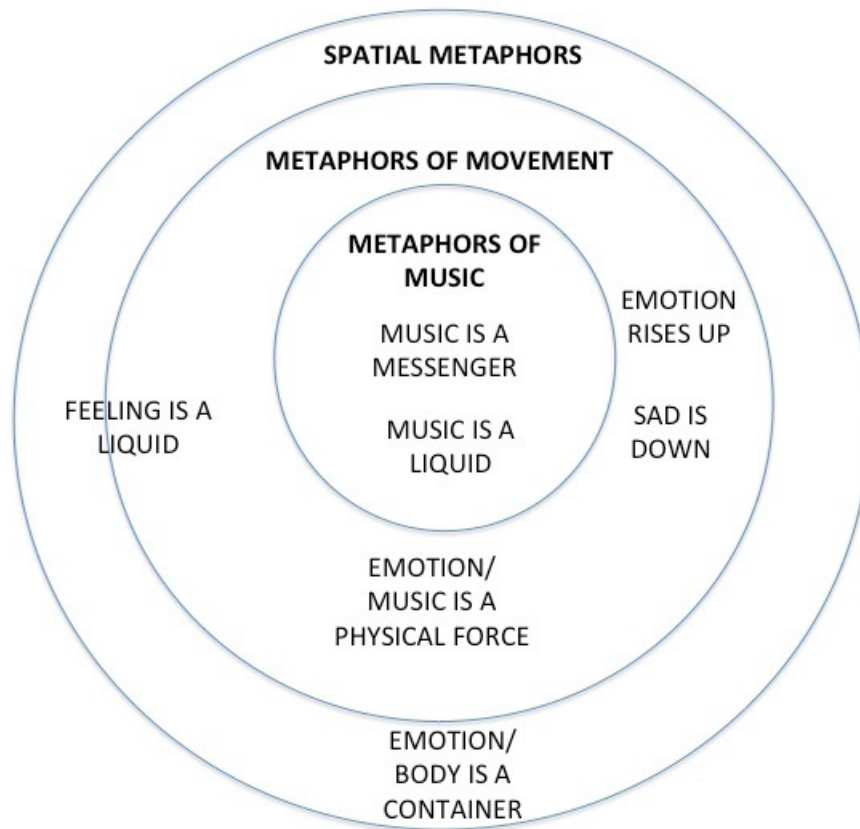 SPATIAL METAPHORS
METAPHORS OF MOVEMENT
METAPHORS OF
MUSIC
MUSIC IS A
MESSENGER
MUSIC IS A
LIQUID
EMOTION
RISES UP
SAD IS
DOWN
FEELING IS A
LIQUID
EMOTION/
MUSIC IS A
PHYSICAL FORCE
EMOTION/
BODY IS A
CONTAINER